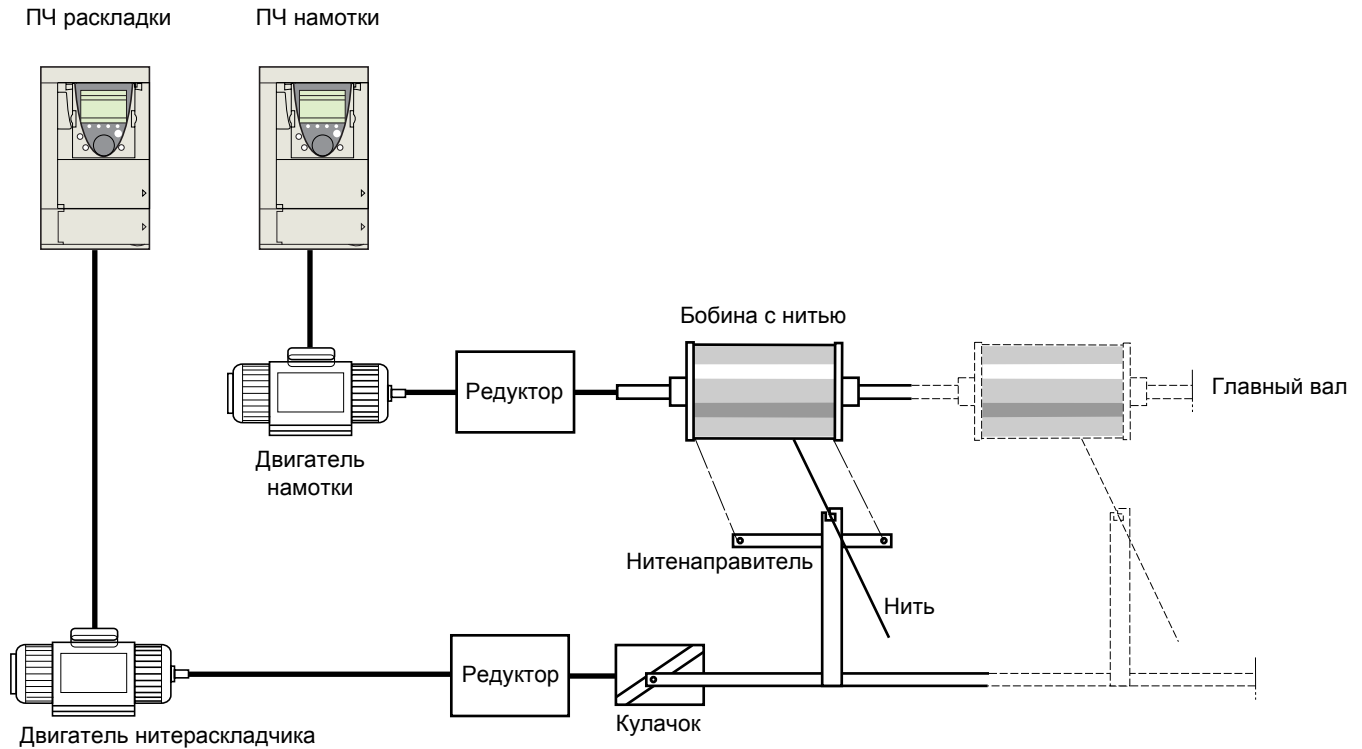 ПЧ раскладки
ПЧ намотки
Бобина с нитью
Редуктор
Главный вал
Двигатель
намотки
Нитенаправитель
Нить
Редуктор
Кулачок
Двигатель нитераскладчика